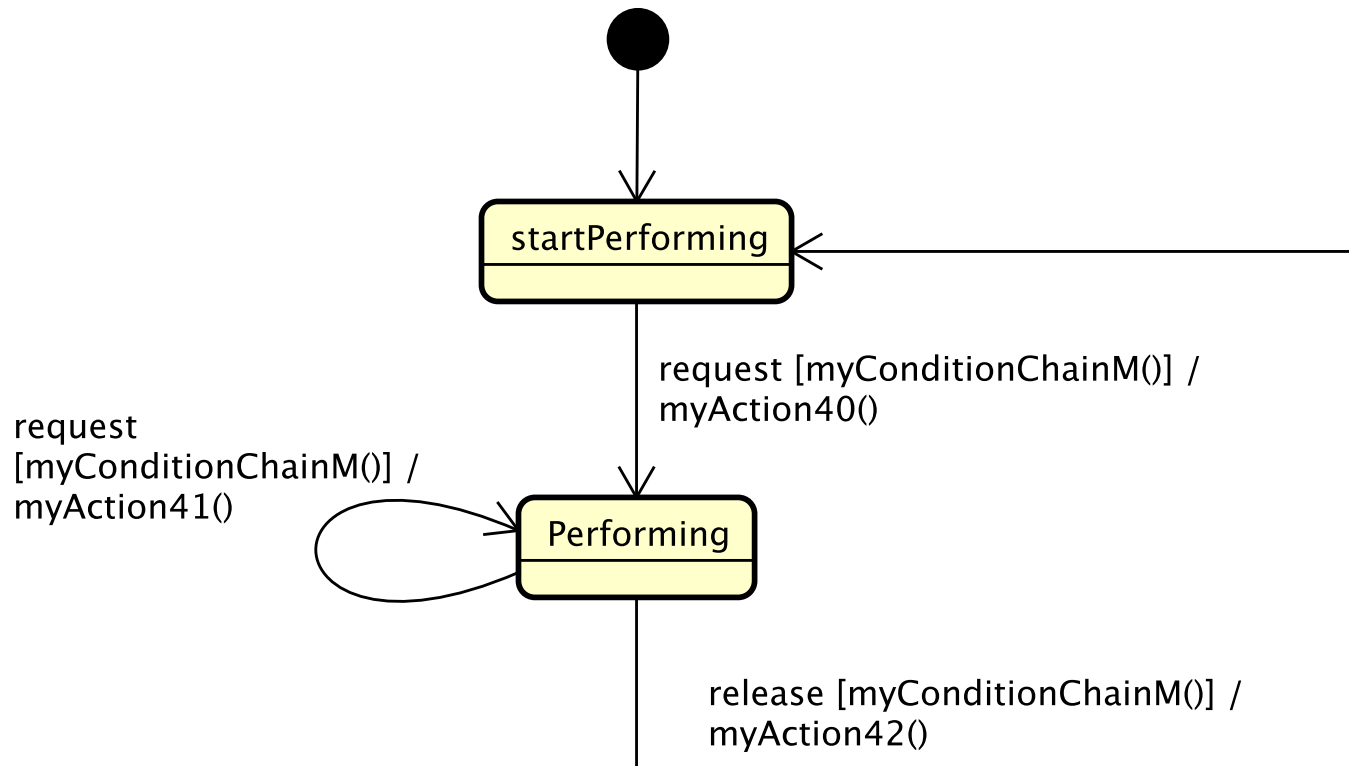 startPerforming
request [myConditionChainM()] /
myAction40()
request
[myConditionChainM()] /
myAction41()
Performing
release [myConditionChainM()] /
myAction42()